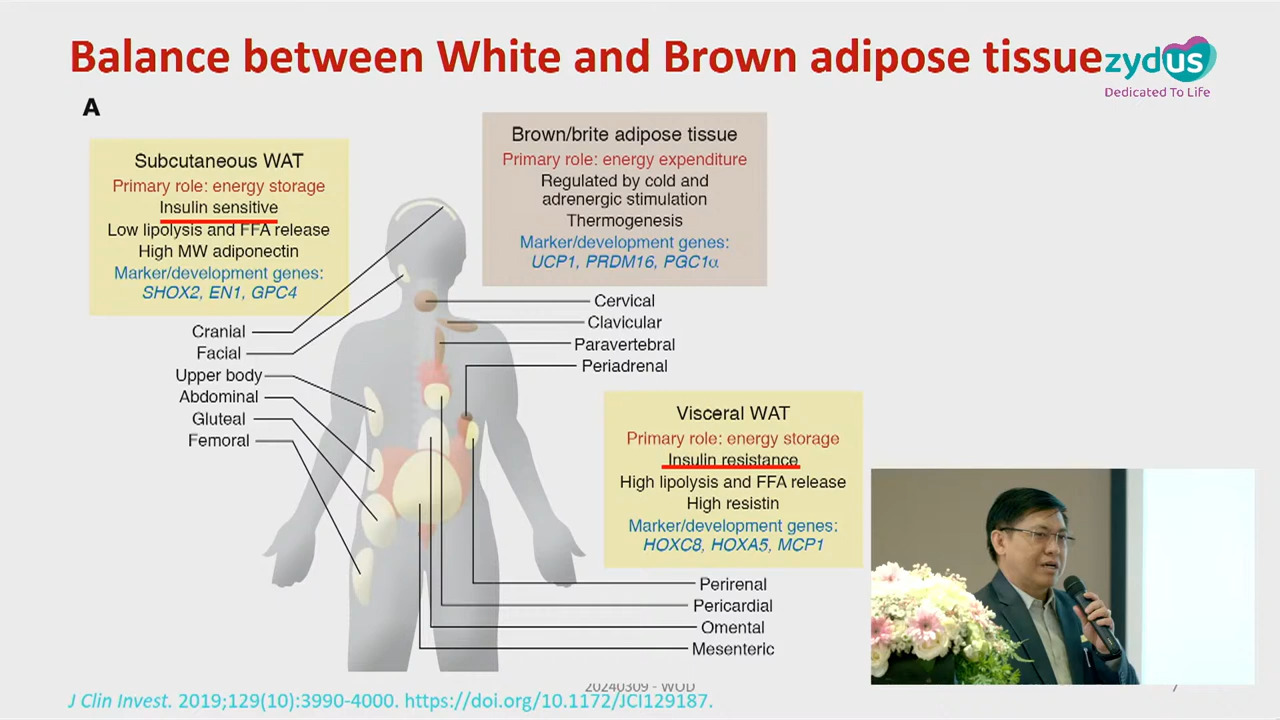 Balance between White and Brown adipose tissue
zydus
Dedicated To Life
A
Subcutaneous WAT
Primary role: energy storage
Insulin sensitive
Low lipolysis and FFA release
High MW adiponectin
Marker/development genes:
SHOX2, EN1, GPC4
Brown/brite adipose tissue
Primary role: energy expenditure
Regulated by cold and
adrenergic stimulation
Thermogenesis
Marker/development genes:
UCP1, PRDM16, PGC1α
Cranial
Facial
Upper body
Abdominal
Gluteal
Femoral
Cervical
Clavicular
Paravertebral
Periadrenal
Visceral WAT
Primary role: energy storage
Insulin resistance
High lipolysis and FFA release
High resistin
Marker/development genes:
HOXC8, HOXA5, MCP1
Perirenal
Pericardial
Omental
Mesenteric
20240309 - WOD
J Clin Invest. 2019;129(10):3990-4000. https://doi.org/10.1172/JCI129187.